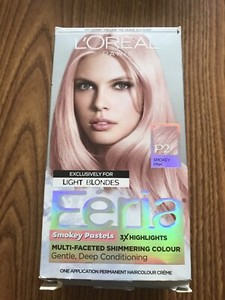 L'ORÉAL
PARIS
P2
SMOKEY
EXCLUSIVELY FOR
LIGHT BLONDES
Feria
Smokey Pastels
3X HIGHLIGHTS
MULTI-FACETED SHIMMERING COLOUR
Gentle, Deep Conditioning
ONE APPLICATION PERMANENT HAIRCOLOUR CRÈME